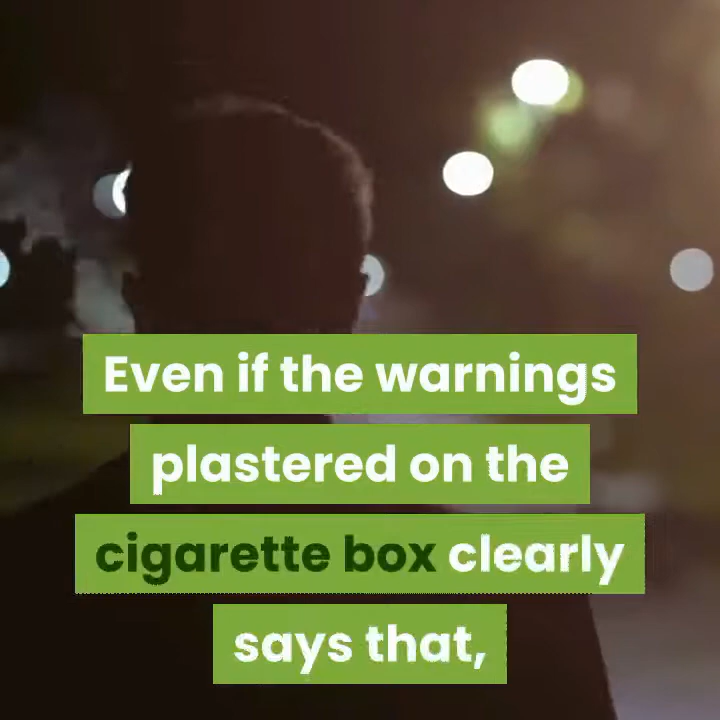 Even if the warnings
plastered on the
cigarette box clearly
says that,